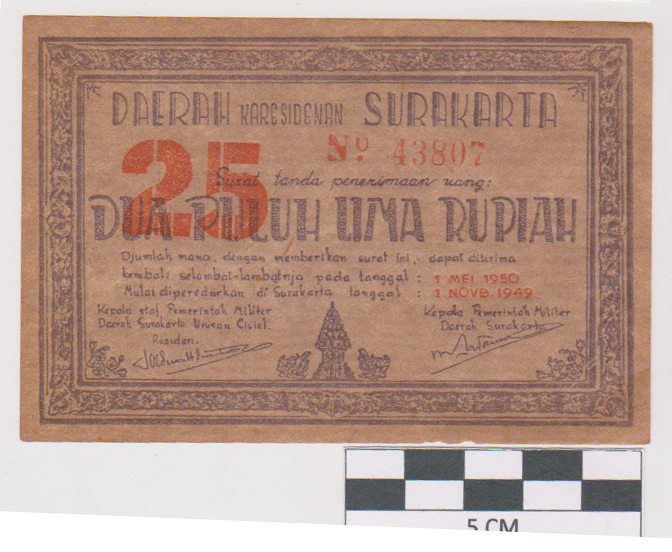 DAERAH KARESIDENAN SURAKARTA
25
Nº 43807
Surat tanda penerimaan uang:
DUA PULUH LIMA RUPIAH
Djumlah mana, dengan memberikan surat ini, dapat diterima
kembali selambat-lambatnja pada tanggal : 1 MEI 1950
Mulai diperedarkan di Surakarta tanggal : 1 NOVB. 1949
Kepala staf Pemerintah Militer
Daerah Surakarta Urusan Civiel.
Residen.
Kepala Pemerintah Militer
Daerah Surakarta
5 CM